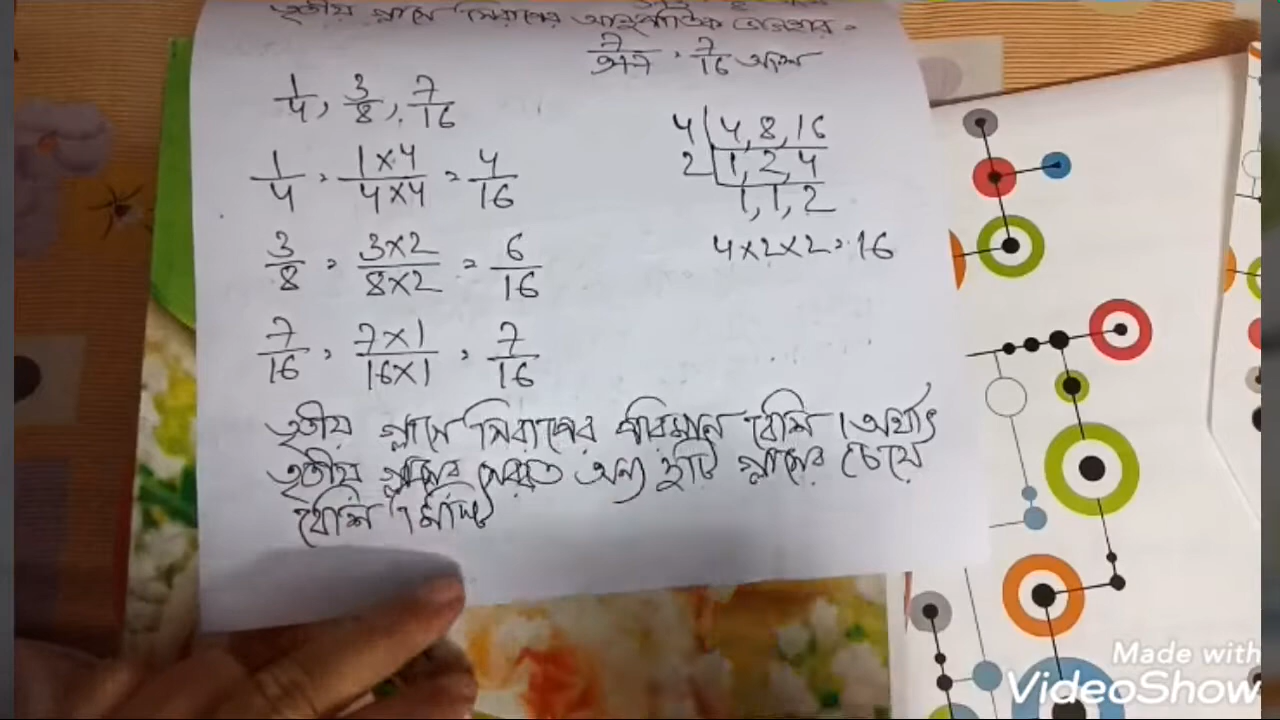 তৃতীয় গ্লাসে সিরাপের আনুপাতিক
7/16 অংশ
1/4, 3/8, 7/16
4 | 4, 8, 16
2 | 1, 2, 4
1, 1, 2
4×2×2=16
1/4 = 1×4/4×4 = 4/16
3/8 = 3×2/8×2 = 6/16
7/16 = 7×1/16×1 = 7/16
তৃতীয় গ্লাসে সিরাপের পরিমান বেশি। অর্থাৎ
তৃতীয় গ্লাসের শরবত অন্য দুটি গ্লাসের চেয়ে
বেশি মিষ্টি
Made with
VideoShow